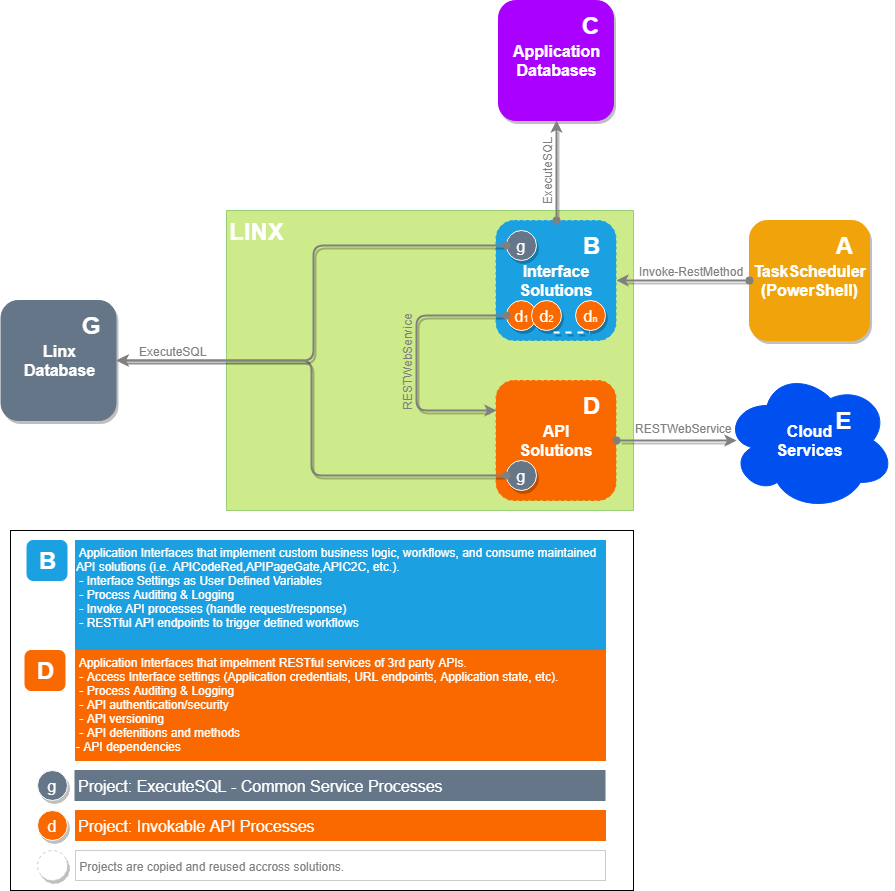 C
Application
Databases
ExecuteSQL
LINX
g
B
Interface
Solutions
d1 d2 dn
Invoke-RestMethod
A
TaskScheduler
(PowerShell)
G
Linx
Database
ExecuteSQL
RESTWebService
D
API
Solutions
g
RESTWebService
E
Cloud
Services
B
Application Interfaces that implement custom business logic, workflows, and consume maintained
API solutions (i.e. APICodeRed,APIPageGate,APIC2C, etc.).
- Interface Settings as User Defined Variables
- Process Auditing & Logging
- Invoke API processes (handle request/response)
- RESTful API endpoints to trigger defined workflows
D
Application Interfaces that impelment RESTful services of 3rd party APIs.
- Access Interface settings (Application credentials, URL endpoints, Application state, etc).
- Process Auditing & Logging
- API authentication/security
- API versioning
- API defenitions and methods
- API dependencies
g
Project: ExecuteSQL - Common Service Processes
d
Project: Invokable API Processes
Projects are copied and reused accross solutions.